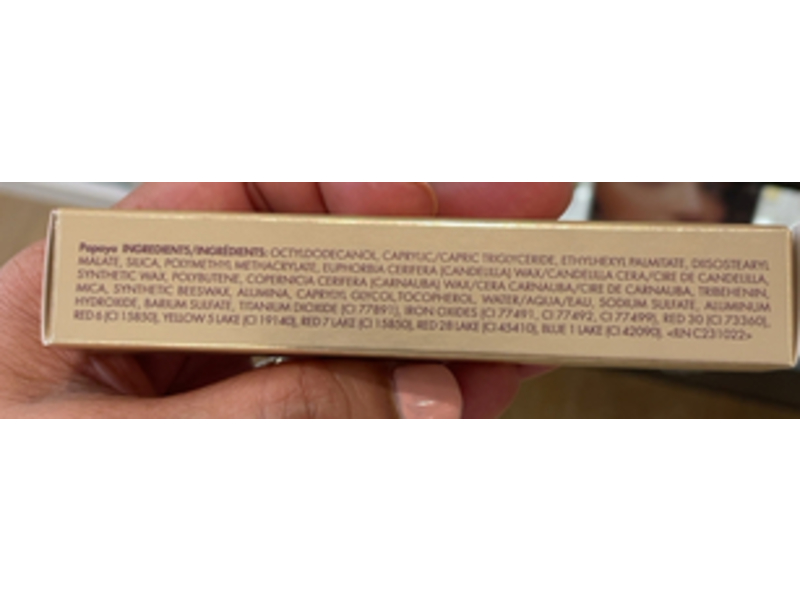 Papaya INGREDIENTS/INGRÉDIENTS: OCTYLDODECANOL, CAPRYLIC/CAPRIC TRIGLYCERIDE, ETHYLHEXYL PALMITATE, DIISOSTEARYL
MALATE, SILICA, POLYMETHYL METHACRYLATE, EUPHORBIA CERIFERA (CANDELILLA) WAX/CANDELILLA CERA/CIRE DE CANDELILLA,
SYNTHETIC WAX, POLYBUTENE, COPERNICIA CERIFERA (CARNAUBA) WAX/CERA CARNAUBA/CIRE DE CARNAUBA, TRIBEHENIN,
MICA, SYNTHETIC BEESWAX, ALUMINA, CAPRYLYL GLYCOL, TOCOPHEROL, WATER/AQUA/EAU, SODIUM SULFATE, ALUMINUM
HYDROXIDE, BARIUM SULFATE, TITANIUM DIOXIDE (CI 77891), IRON OXIDES (CI 77491, CI 77492, CI 77499), RED 30 (CI 73360),
RED 6 (CI 15850), YELLOW 5 LAKE (CI 19140), RED 7 LAKE (CI 15850), RED 28 LAKE (CI 45410), BLUE 1 LAKE (CI 42090). <ILN C231022>